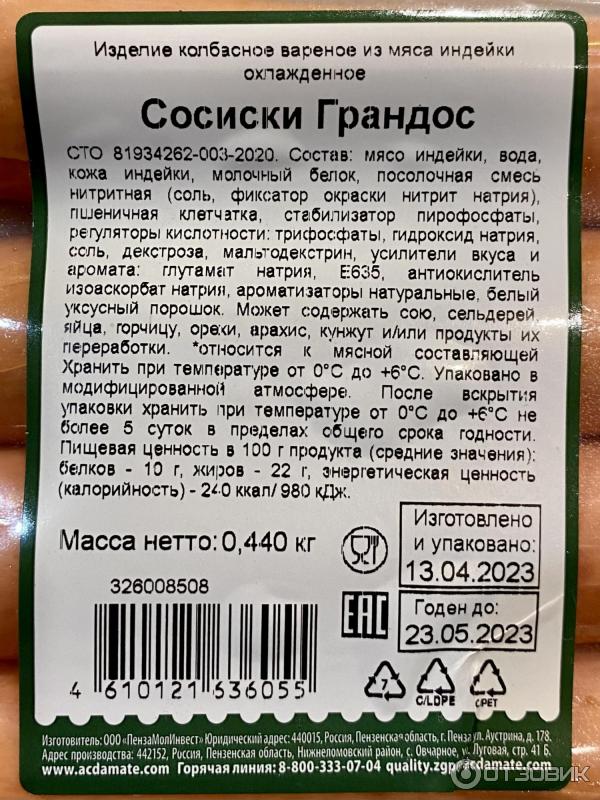 Изделие колбасное вареное из мяса индейки
охлажденное
Сосиски Грандос
СТО 81934262-003-2020. Состав: мясо индейки, вода,
кожа индейки, молочный белок, посолочная смесь
нитритная (соль, фиксатор окраски нитрит натрия),
пшеничная клетчатка, стабилизатор пирофосфаты,
регуляторы кислотности: трифосфаты, гидроксид натрия,
соль, декстроза, мальтодекстрин, усилители вкуса и
аромата: глутамат натрия, Е635, антиокислитель
изоаскорбат натрия, ароматизаторы натуральные, белый
уксусный порошок. Может содержать сою, сельдерей,
яйца, горчицу, орехи, арахис, кунжут и/или продукты их
переработки. *относится к мясной составляющей
Хранить при температуре от 0°С до +6°С. Упаковано в
модифицированной атмосфере. После вскрытия
упаковки хранить при температуре от 0°С до +6°С не
более 5 суток в пределах общего срока годности.
Пищевая ценность в 100 г продукта (средние значения):
белков - 10 г, жиров - 22 г, энергетическая ценность
(калорийность) - 240 ккал/ 980 кДж.
Масса нетто: 0,440 кг
Изготовлено
и упаковано:
13.04.2023
326008508
EAC
Годен до:
23.05.2023
4 610121 636055
7
C/LDPE
CPET
Изготовитель: ООО «ПензаМолИнвест» Юридический адрес: 440015, Россия, Пензенская область, г. Пенза ул. Аустрина, д. 178.
Адрес производства: 442152, Россия, Пензенская область, Нижнеломовский район, с. Овчарное, ул. Луговая, стр. 41 Б.
www.acdamate.com Горячая линия: 8-800-333-07-04 quality.zgp@acdamate.com
ОТЗОВИК